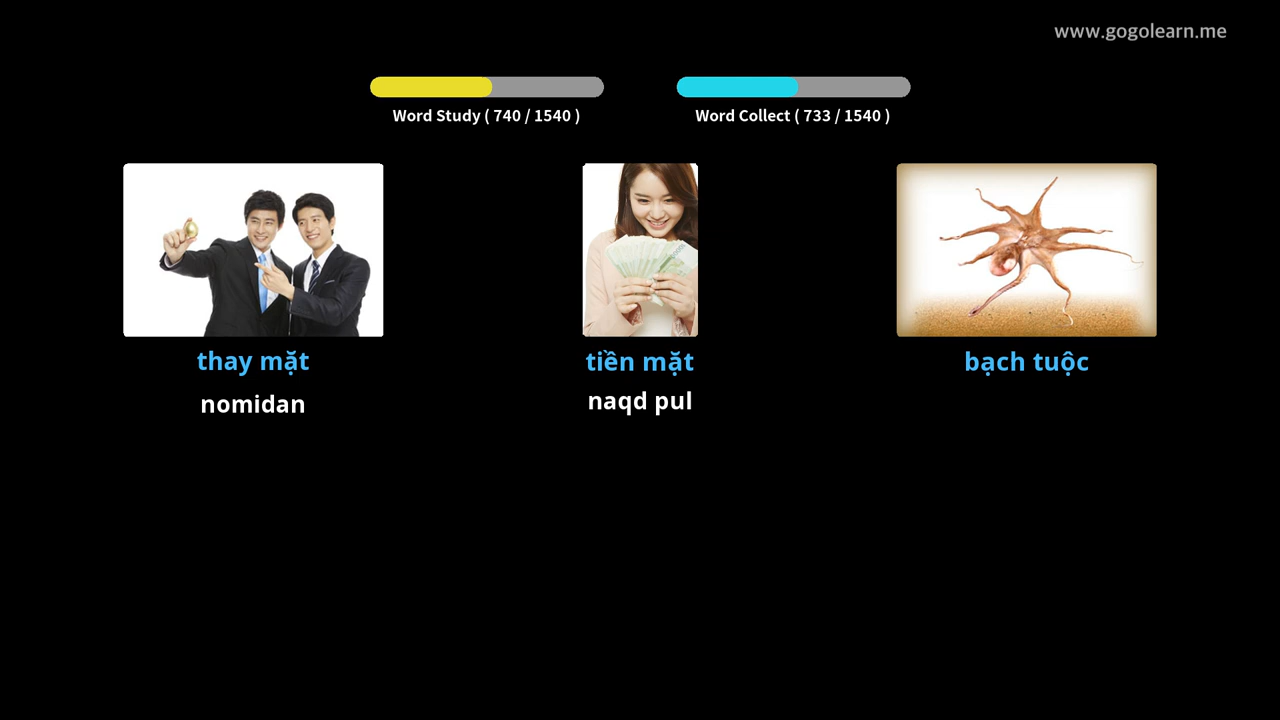 www.gogolearn.me
Word Study ( 740 / 1540 )
Word Collect ( 733 / 1540 )
thay mặt
tiền mặt
bạch tuộc
nomidan
naqd pul